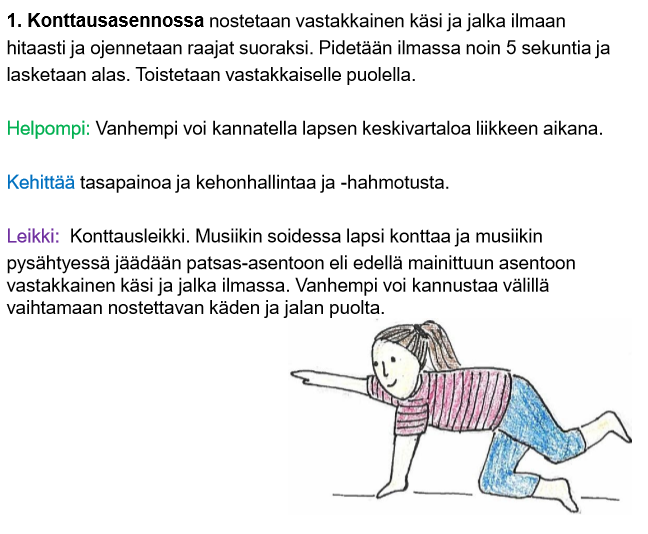 1. Konttausasennossa nostetaan vastakkainen käsi ja jalka ilmaan
hitaasti ja ojennetaan raajat suoraksi. Pidetään ilmassa noin 5 sekuntia ja
lasketaan alas. Toistetaan vastakkaiselle puolella.
Helpompi: Vanhempi voi kannatella lapsen keskivartaloa liikkeen aikana.
Kehittää tasapainoa ja kehonhallintaa ja -hahmotusta.
Leikki:  Konttausleikki. Musiikin soidessa lapsi konttaa ja musiikin
pysähtyessä jäädään patsas-asentoon eli edellä mainittuun asentoon
vastakkainen käsi ja jalka ilmassa. Vanhempi voi kannustaa välillä
vaihtamaan nostettavan käden ja jalan puolta.